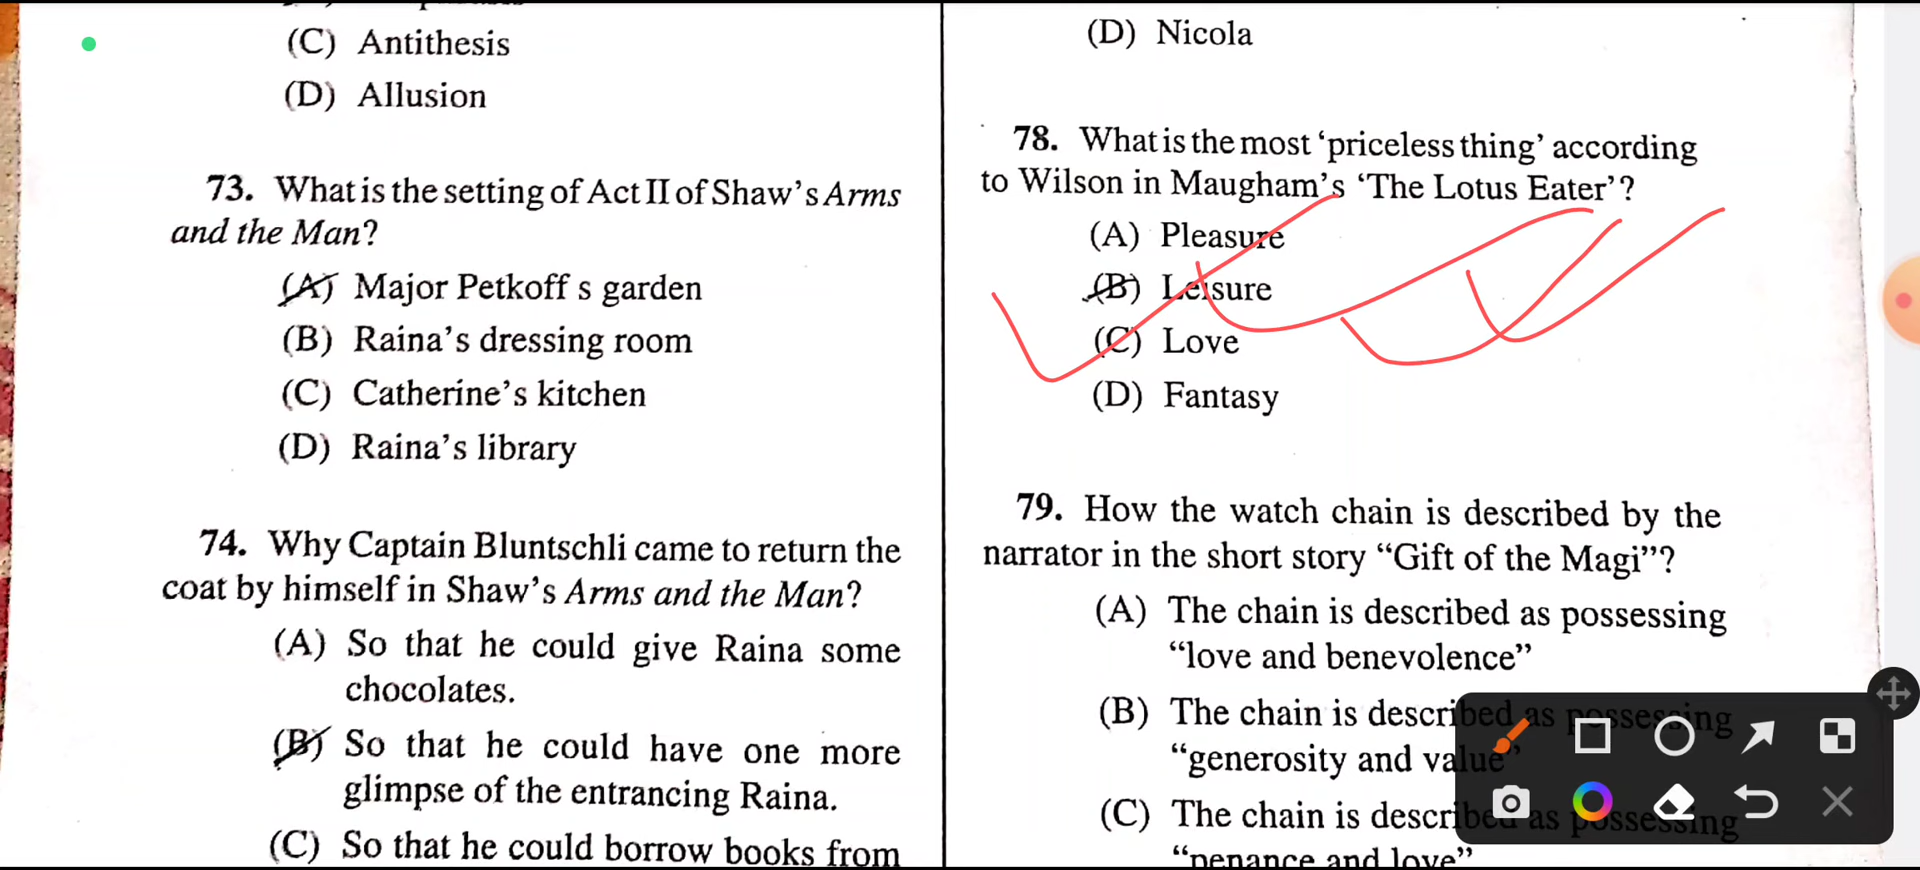 (C) Antithesis
(D) Allusion
73. What is the setting of Act II of Shaw's Arms
and the Man?
(A) Major Petkoff s garden
(B) Raina's dressing room
(C) Catherine's kitchen
(D) Raina's library
74. Why Captain Bluntschli came to return the
coat by himself in Shaw's Arms and the Man?
(A) So that he could give Raina some
chocolates.
(B) So that he could have one more
glimpse of the entrancing Raina.
(C) So that he could borrow books from
(D) Nicola
78. What is the most 'priceless thing' according
to Wilson in Maugham's 'The Lotus Eater'?
(A) Pleasure
(B) Leisure
(C) Love
(D) Fantasy
79. How the watch chain is described by the
narrator in the short story “Gift of the Magi”?
(A) The chain is described as possessing
“love and benevolence”
(B) The chain is described as possessing
“generosity and value”
(C) The chain is described as possessing
“penance and love”